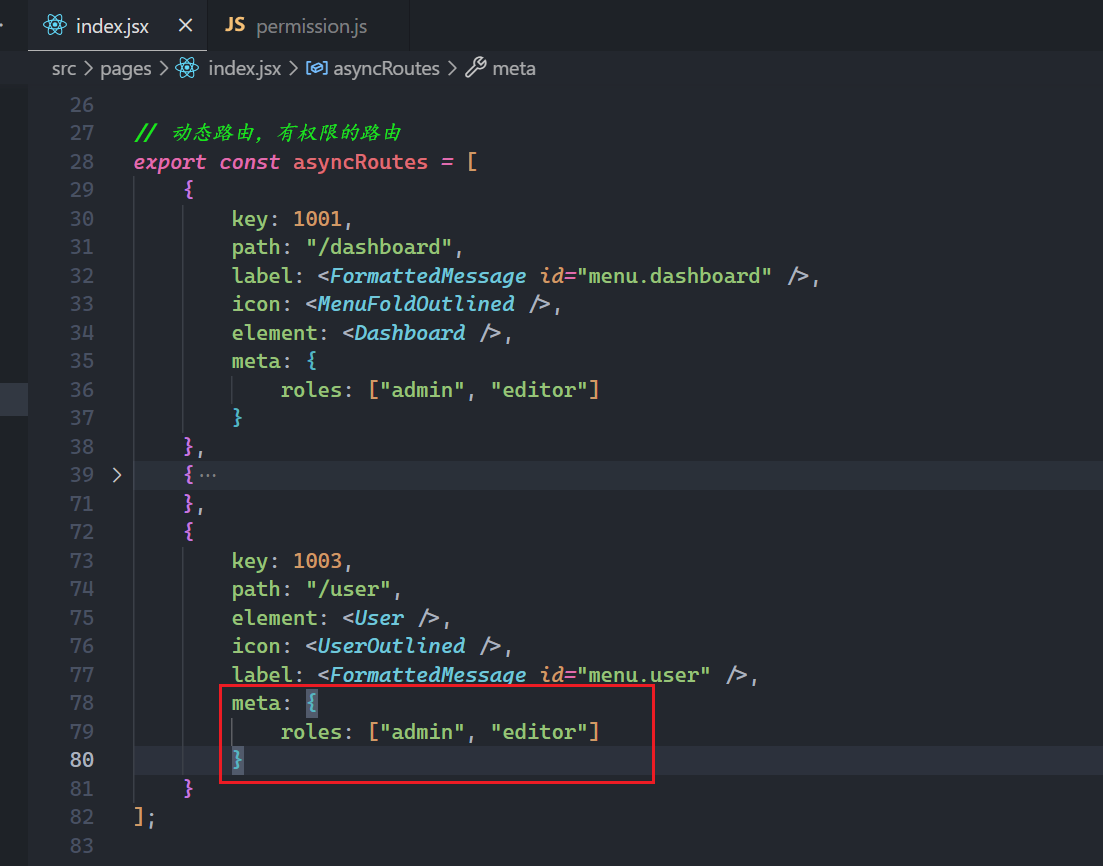 index.jsx
JS permission.js
src > pages > index.jsx > asyncRoutes > meta
26
27 // 动态路由，有权限的路由
28 export const asyncRoutes = [
29 {
30 key: 1001,
31 path: "/dashboard",
32 label: <FormattedMessage id="menu.dashboard" />,
33 icon: <MenuFoldOutlined />,
34 element: <Dashboard />,
35 meta: {
36 roles: ["admin", "editor"]
37 }
38 },
39 > { ···
71 },
72 {
73 key: 1003,
74 path: "/user",
75 element: <User />,
76 icon: <UserOutlined />,
77 label: <FormattedMessage id="menu.user" />,
78 meta: {
79 roles: ["admin", "editor"]
80 }
81 }
82 ];
83